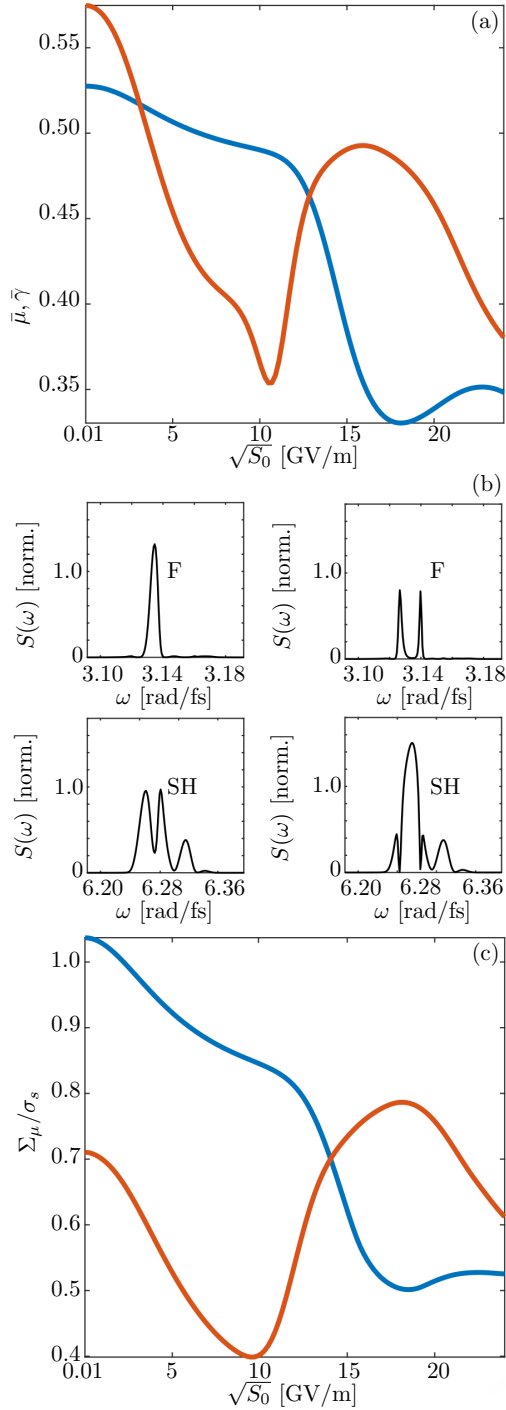 (a)
0.55
0.50
0.45
0.40
0.35
μ̄, γ̄
0.01 5 10 15 20
√S₀ [GV/m]
(b)
S(ω) [norm.]
1.0
0
F
3.10 3.14 3.18
ω [rad/fs]
S(ω) [norm.]
1.0
0
F
3.10 3.14 3.18
ω [rad/fs]
S(ω) [norm.]
1.0
0
SH
6.20 6.28 6.36
ω [rad/fs]
S(ω) [norm.]
1.0
0
SH
6.20 6.28 6.36
ω [rad/fs]
(c)
1.0
0.9
0.8
0.7
0.6
0.5
0.4
Σ_μ/σ_s
0.01 5 10 15 20
√S₀ [GV/m]